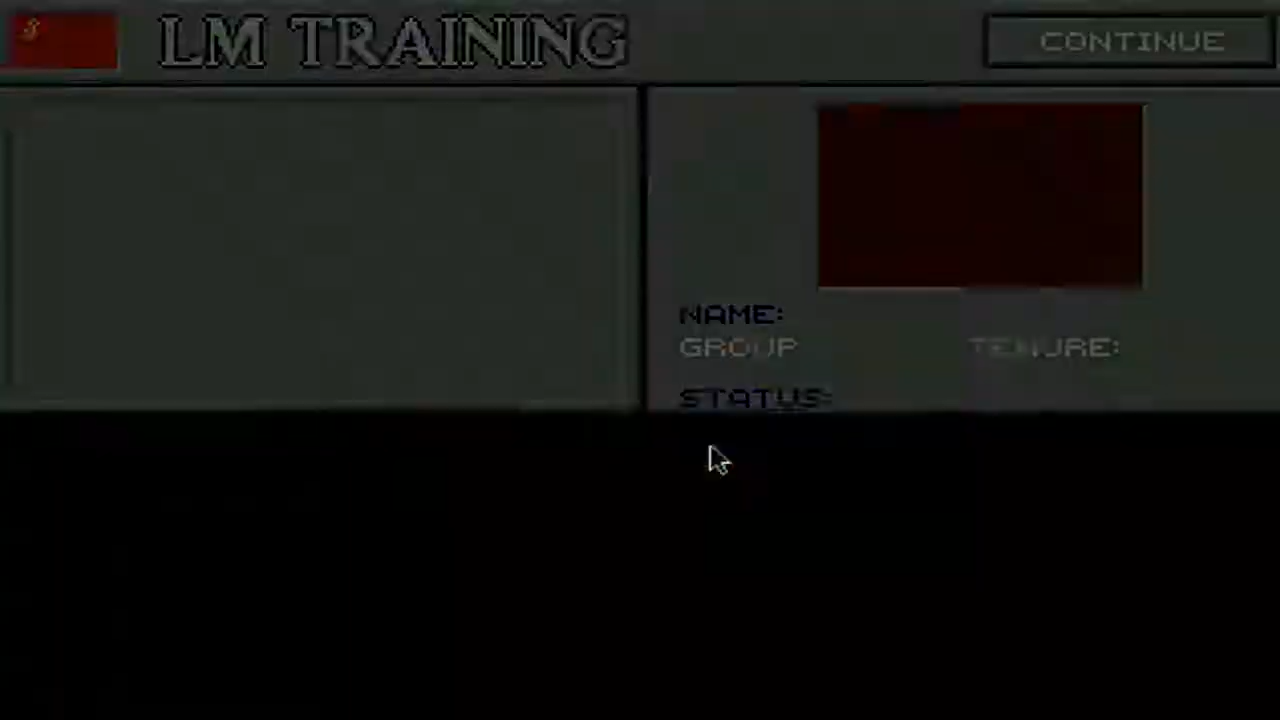 LM TRAINING
CONTINUE
NAME:
GROUP TENURE:
STATUS: